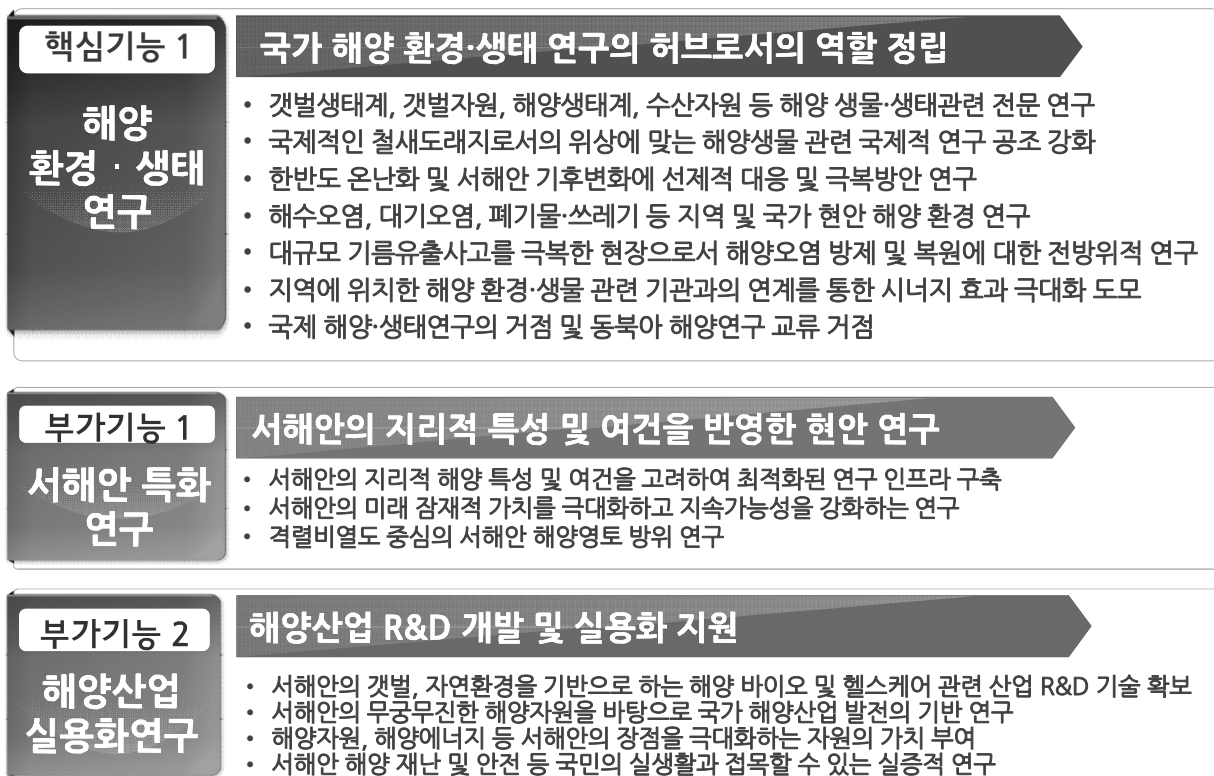 핵심기능 1
해양
환경 · 생태
연구
국가 해양 환경·생태 연구의 허브로서의 역할 정립
• 갯벌생태계, 갯벌자원, 해양생태계, 수산자원 등 해양 생물·생태관련 전문 연구
• 국제적인 철새도래지로서의 위상에 맞는 해양생물 관련 국제적 연구 공조 강화
• 한반도 온난화 및 서해안 기후변화에 선제적 대응 및 극복방안 연구
• 해수오염, 대기오염, 폐기물·쓰레기 등 지역 및 국가 현안 해양 환경 연구
• 대규모 기름유출사고를 극복한 현장으로서 해양오염 방제 및 복원에 대한 전방위적 연구
• 지역에 위치한 해양 환경·생물 관련 기관과의 연계를 통한 시너지 효과 극대화 도모
• 국제 해양·생태연구의 거점 및 동북아 해양연구 교류 거점
부가기능 1
서해안 특화
연구
서해안의 지리적 특성 및 여건을 반영한 현안 연구
• 서해안의 지리적 해양 특성 및 여건을 고려하여 최적화된 연구 인프라 구축
• 서해안의 미래 잠재적 가치를 극대화하고 지속가능성을 강화하는 연구
• 격렬비열도 중심의 서해안 해양영토 방위 연구
부가기능 2
해양산업
실용화연구
해양산업 R&D 개발 및 실용화 지원
• 서해안의 갯벌, 자연환경을 기반으로 하는 해양 바이오 및 헬스케어 관련 산업 R&D 기술 확보
• 서해안의 무궁무진한 해양자원을 바탕으로 국가 해양산업 발전의 기반 연구
• 해양자원, 해양에너지 등 서해안의 장점을 극대화하는 자원의 가치 부여
• 서해안 해양 재난 및 안전 등 국민의 실생활과 접목할 수 있는 실증적 연구